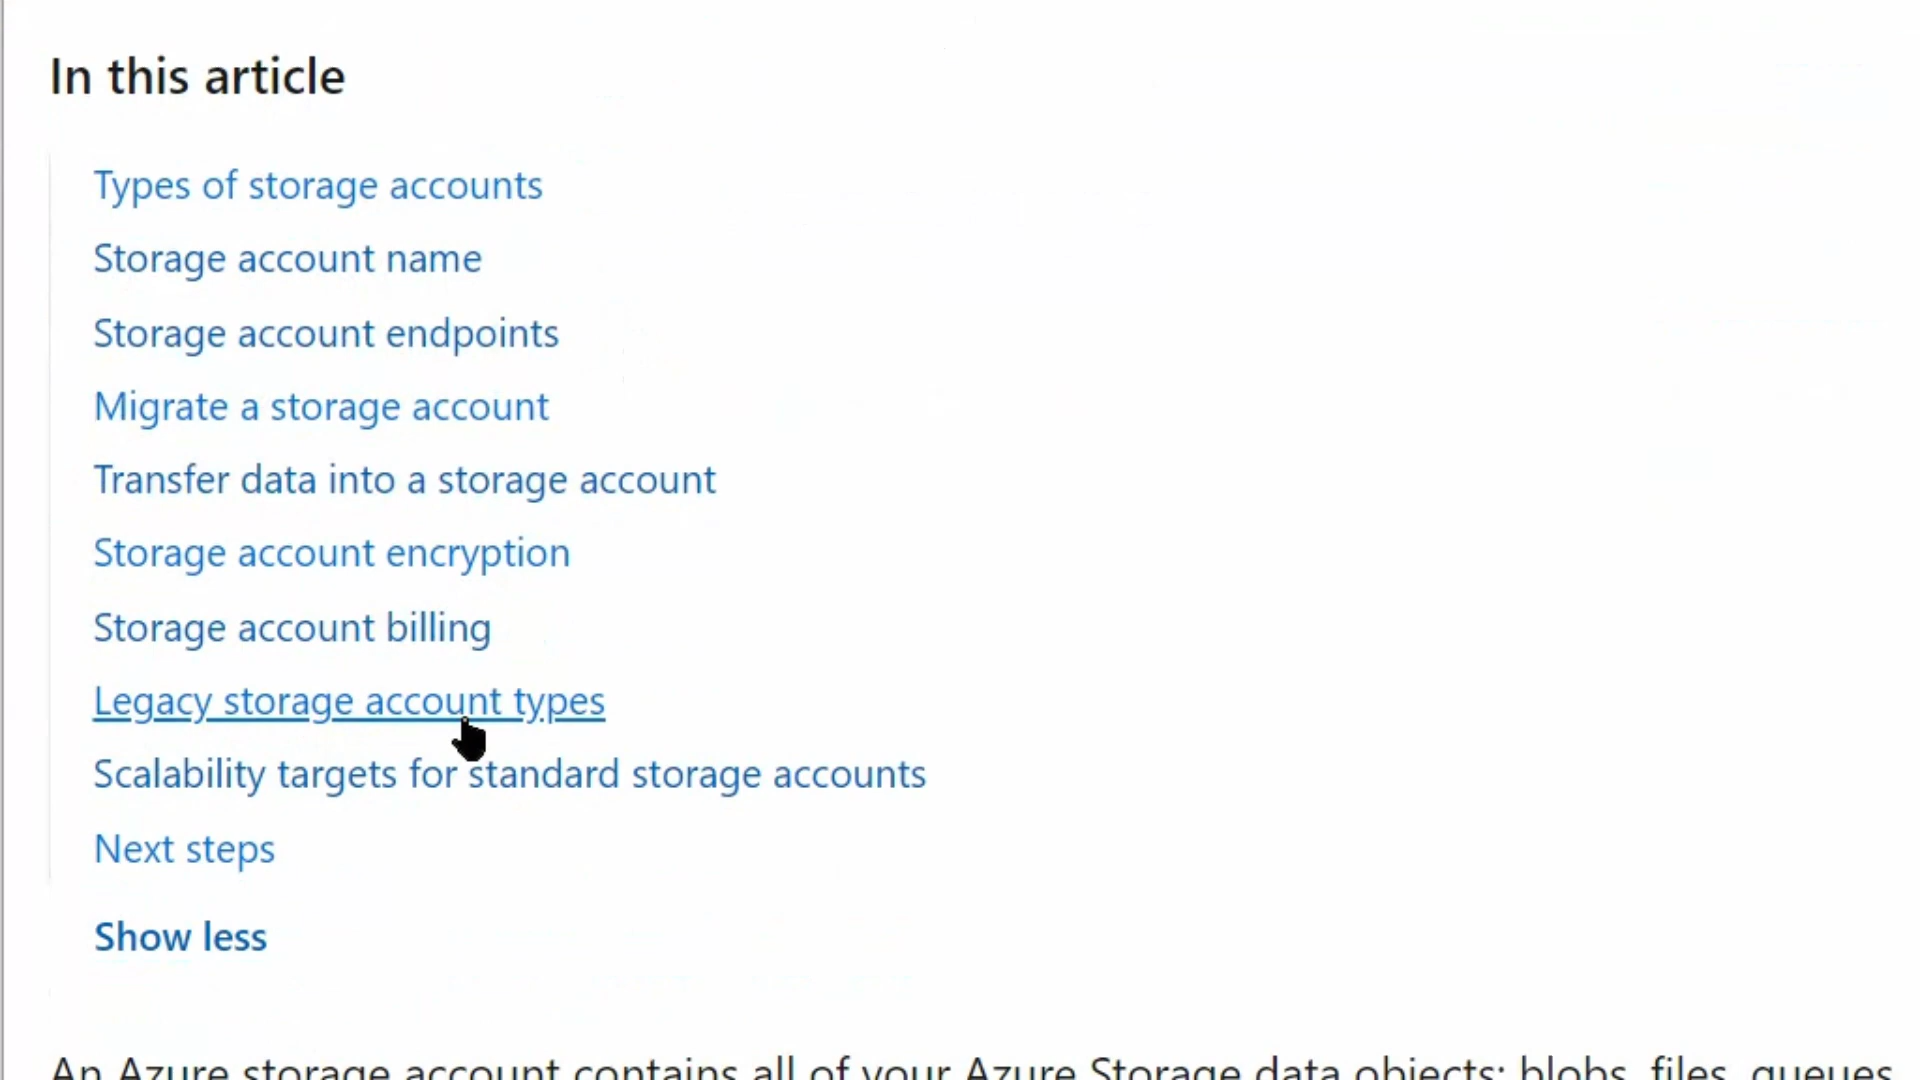 In this article
Types of storage accounts
Storage account name
Storage account endpoints
Migrate a storage account
Transfer data into a storage account
Storage account encryption
Storage account billing
Legacy storage account types
Scalability targets for standard storage accounts
Next steps
Show less
An Azure storage account contains all of your Azure Storage data objects: blobs, files, queues,